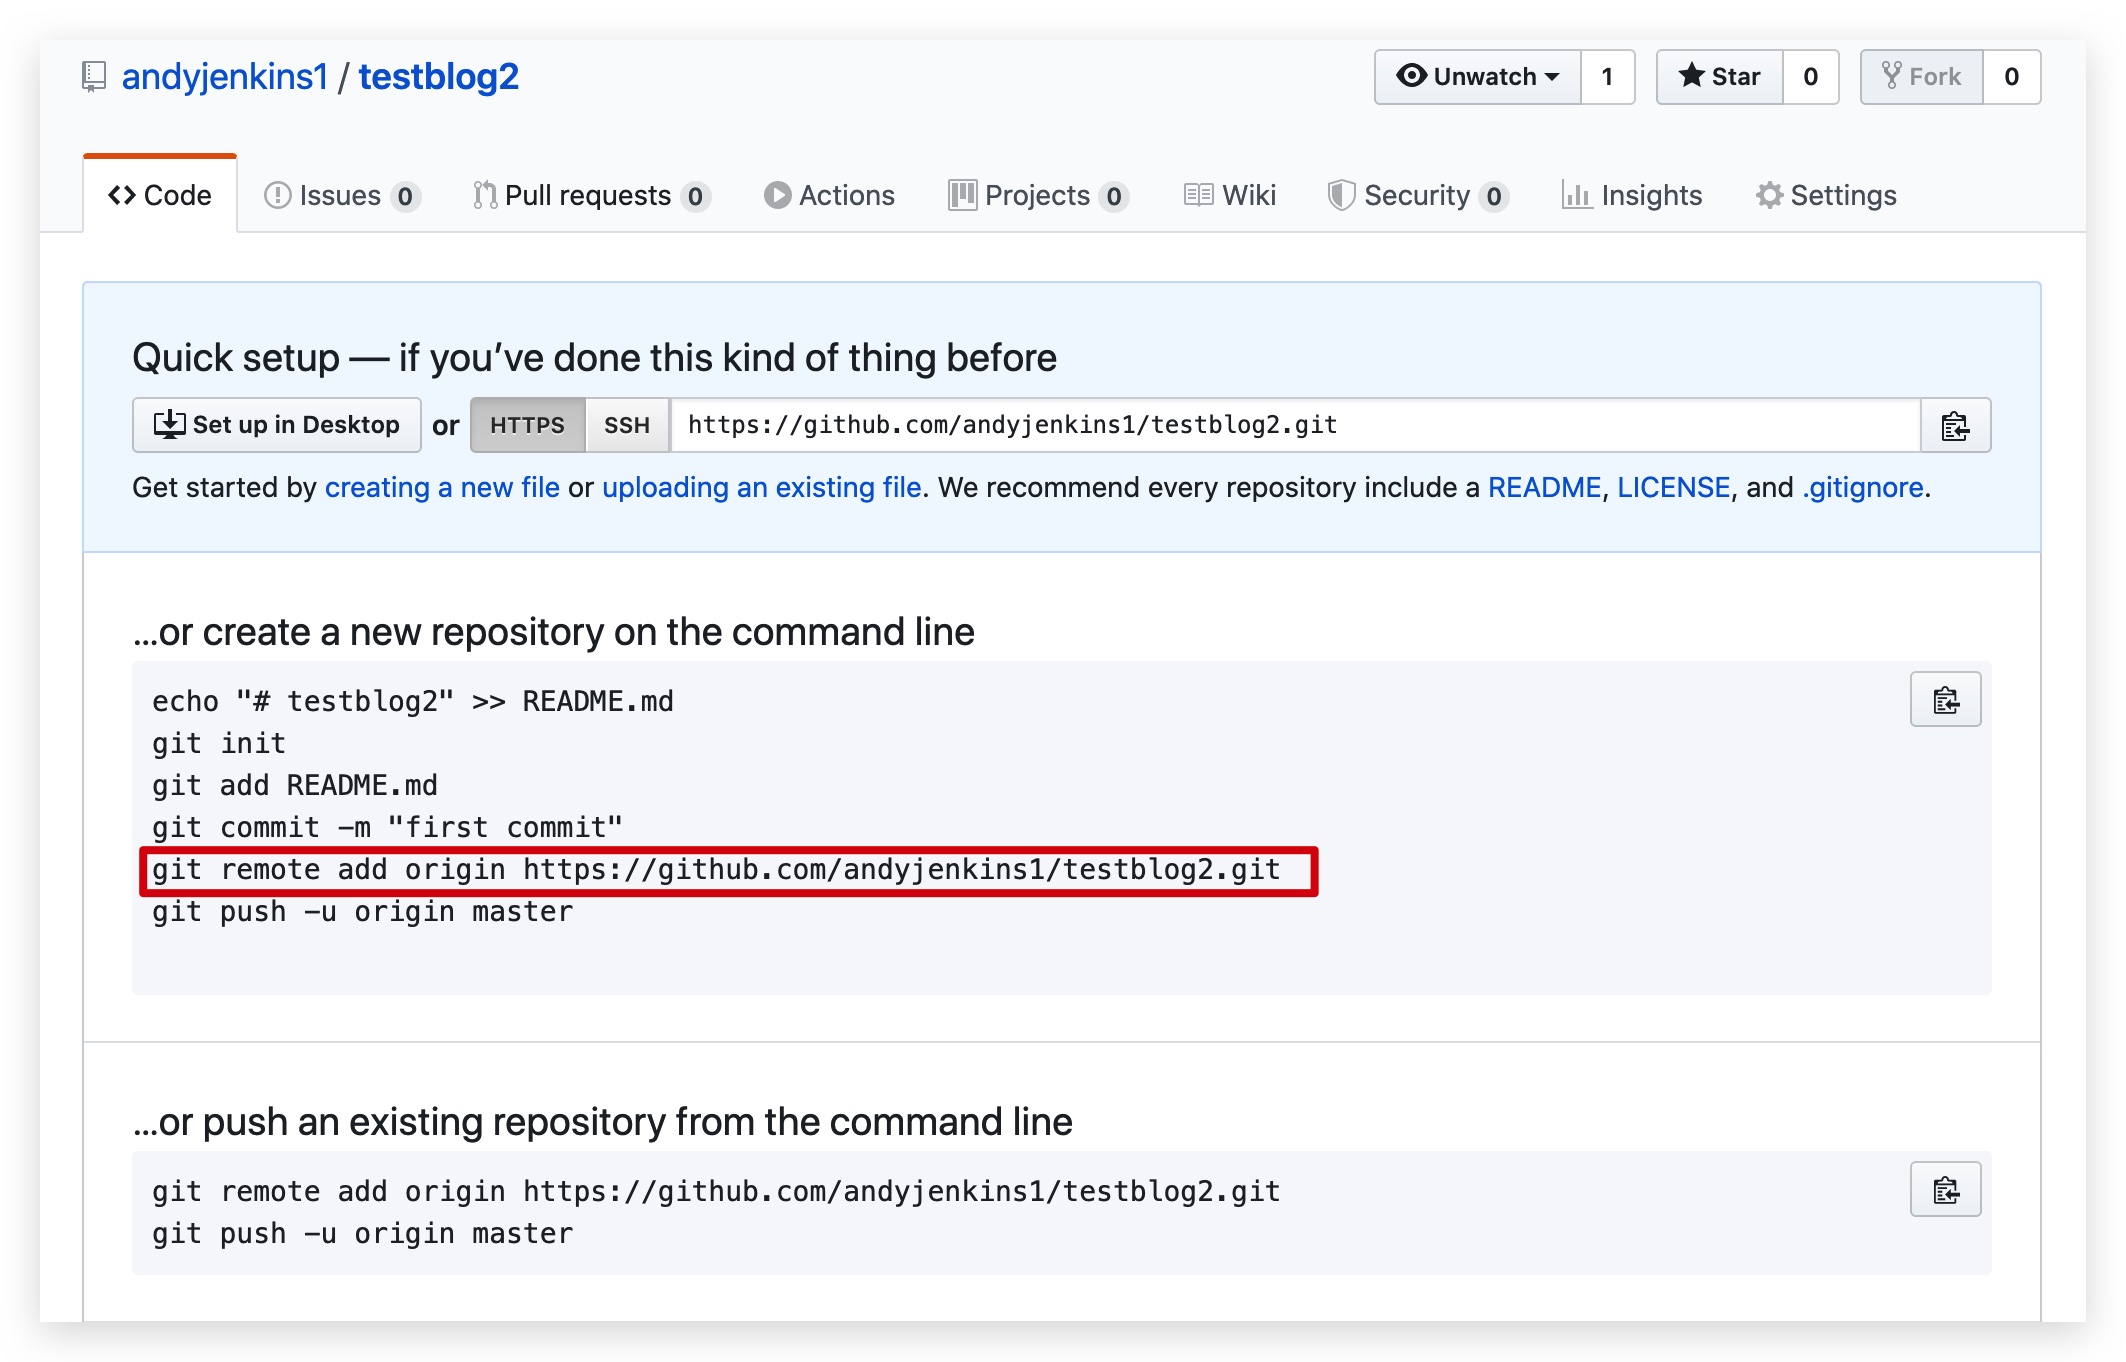 andyjenkins1 / testblog2
Unwatch 1 Star 0 Fork 0
Code Issues 0 Pull requests 0 Actions Projects 0 Wiki Security 0 Insights Settings
Quick setup — if you’ve done this kind of thing before
Set up in Desktop or HTTPS SSH https://github.com/andyjenkins1/testblog2.git
Get started by creating a new file or uploading an existing file. We recommend every repository include a README, LICENSE, and .gitignore.
…or create a new repository on the command line
echo "# testblog2" >> README.md
git init
git add README.md
git commit -m "first commit"
git remote add origin https://github.com/andyjenkins1/testblog2.git
git push -u origin master
…or push an existing repository from the command line
git remote add origin https://github.com/andyjenkins1/testblog2.git
git push -u origin master